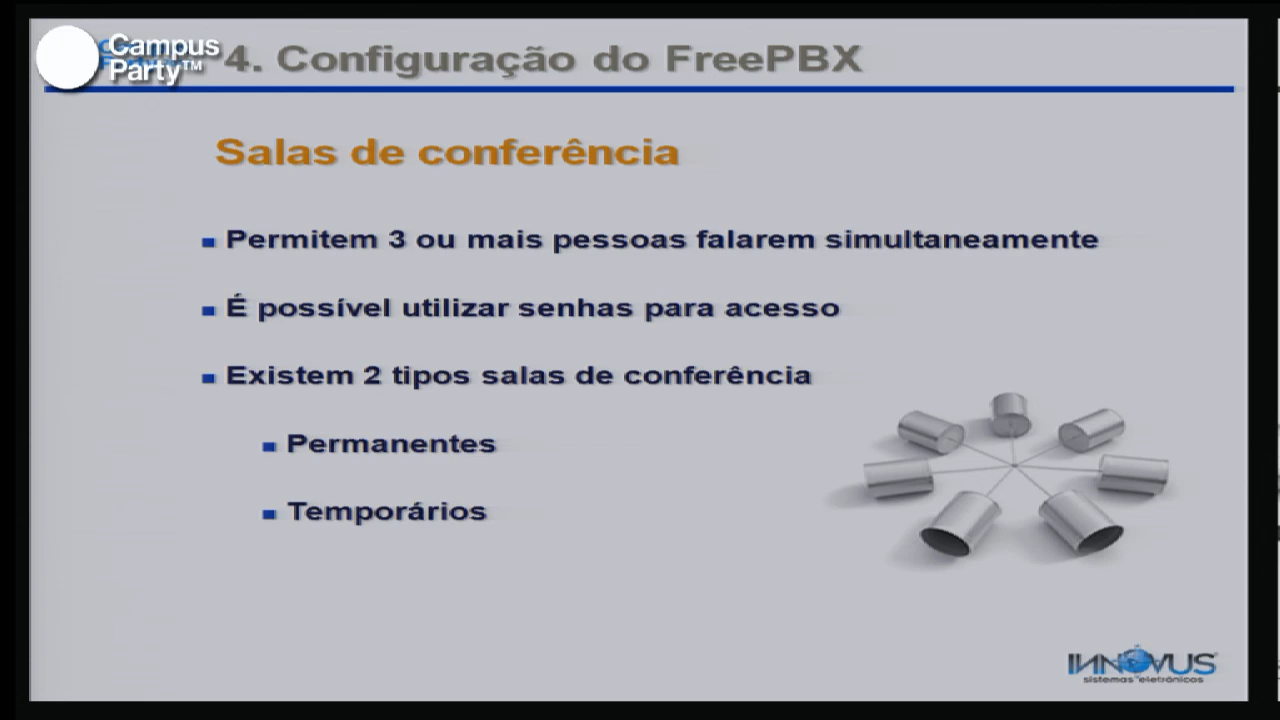 Campus
Party™
4. Configuração do FreePBX
Salas de conferência
Permitem 3 ou mais pessoas falarem simultaneamente
É possível utilizar senhas para acesso
Existem 2 tipos salas de conferência
Permanentes
Temporários
INNOVUS
sistemas eletrônicos